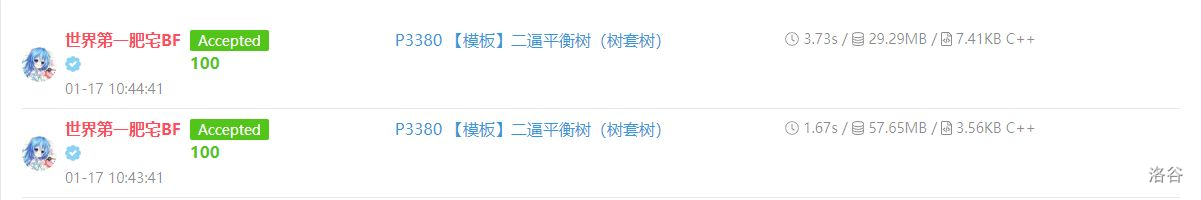 世界第一肥宅BF Accepted P3380 【模板】二逼平衡树（树套树） 3.73s / 29.29MB / 7.41KB C++
100
01-17 10:44:41
世界第一肥宅BF Accepted P3380 【模板】二逼平衡树（树套树） 1.67s / 57.65MB / 3.56KB C++
100
01-17 10:43:41
洛谷